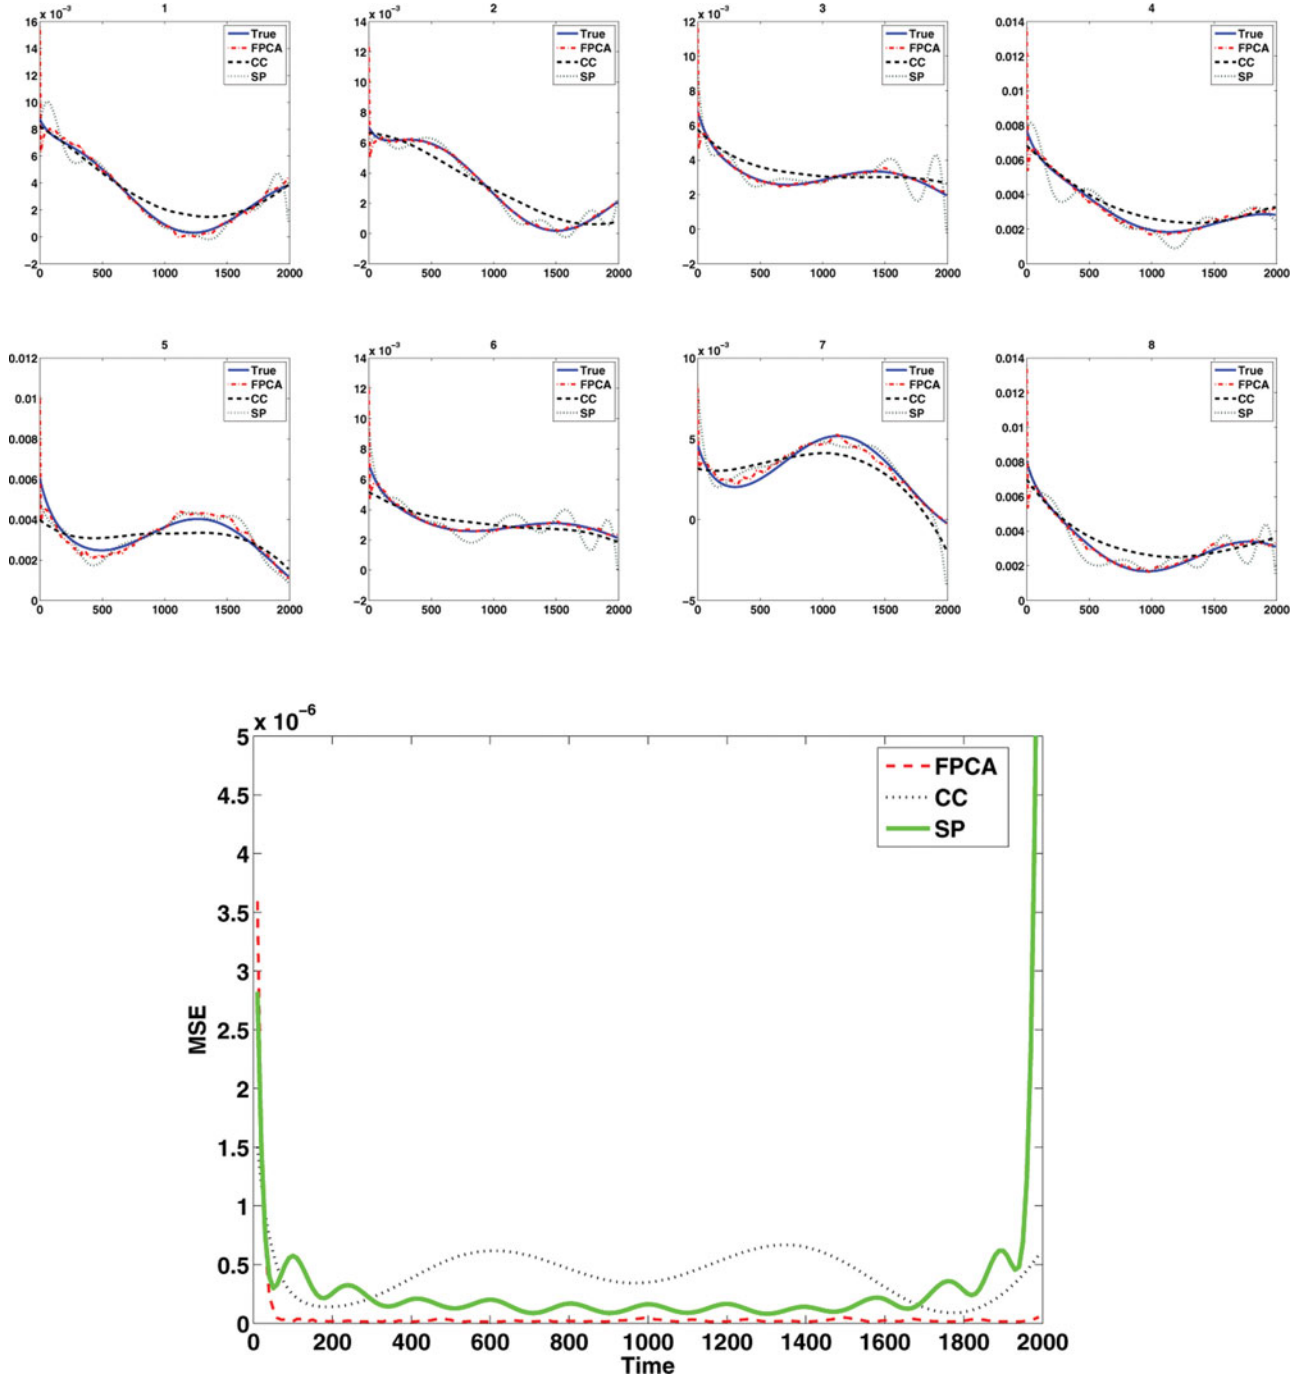 x 10⁻³ 1
16
14
12
10
8
6
4
2
0
−2
0 500 1000 1500 2000
True
FPCA
CC
SP
x 10⁻³ 2
14
12
10
8
6
4
2
0
−2
0 500 1000 1500 2000
True
FPCA
CC
SP
x 10⁻³ 3
12
10
8
6
4
2
0
−2
0 500 1000 1500 2000
True
FPCA
CC
SP
4
0.014
0.012
0.01
0.008
0.006
0.004
0.002
0
0 500 1000 1500 2000
True
FPCA
CC
SP
5
0.012
0.01
0.008
0.006
0.004
0.002
0
0 500 1000 1500 2000
True
FPCA
CC
SP
x 10⁻³ 6
14
12
10
8
6
4
2
0
−2
0 500 1000 1500 2000
True
FPCA
CC
SP
x 10⁻³ 7
10
5
0
−5
0 500 1000 1500 2000
True
FPCA
CC
SP
8
0.014
0.012
0.01
0.008
0.006
0.004
0.002
0
0 500 1000 1500 2000
True
FPCA
CC
SP
x 10⁻⁶
5
4.5
4
3.5
3
2.5
2
1.5
1
0.5
0
MSE
FPCA
CC
SP
0 200 400 600 800 1000 1200 1400 1600 1800 2000
Time